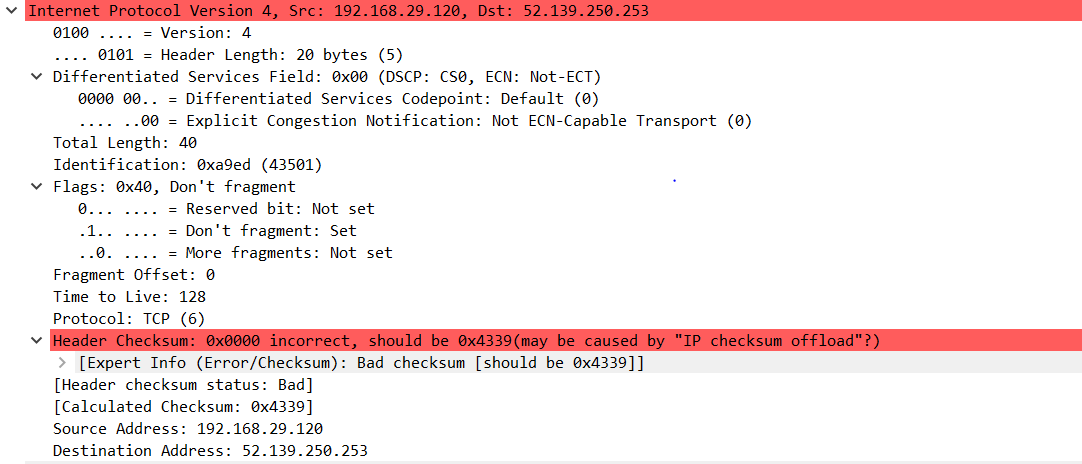 Internet Protocol Version 4, Src: 192.168.29.120, Dst: 52.139.250.253
0100 .... = Version: 4
.... 0101 = Header Length: 20 bytes (5)
Differentiated Services Field: 0x00 (DSCP: CS0, ECN: Not-ECT)
0000 00.. = Differentiated Services Codepoint: Default (0)
.... ..00 = Explicit Congestion Notification: Not ECN-Capable Transport (0)
Total Length: 40
Identification: 0xa9ed (43501)
Flags: 0x40, Don't fragment
0... .... = Reserved bit: Not set
.1.. .... = Don't fragment: Set
..0. .... = More fragments: Not set
Fragment Offset: 0
Time to Live: 128
Protocol: TCP (6)
Header Checksum: 0x0000 incorrect, should be 0x4339(may be caused by "IP checksum offload"?)
[Expert Info (Error/Checksum): Bad checksum [should be 0x4339]]
[Header checksum status: Bad]
[Calculated Checksum: 0x4339]
Source Address: 192.168.29.120
Destination Address: 52.139.250.253